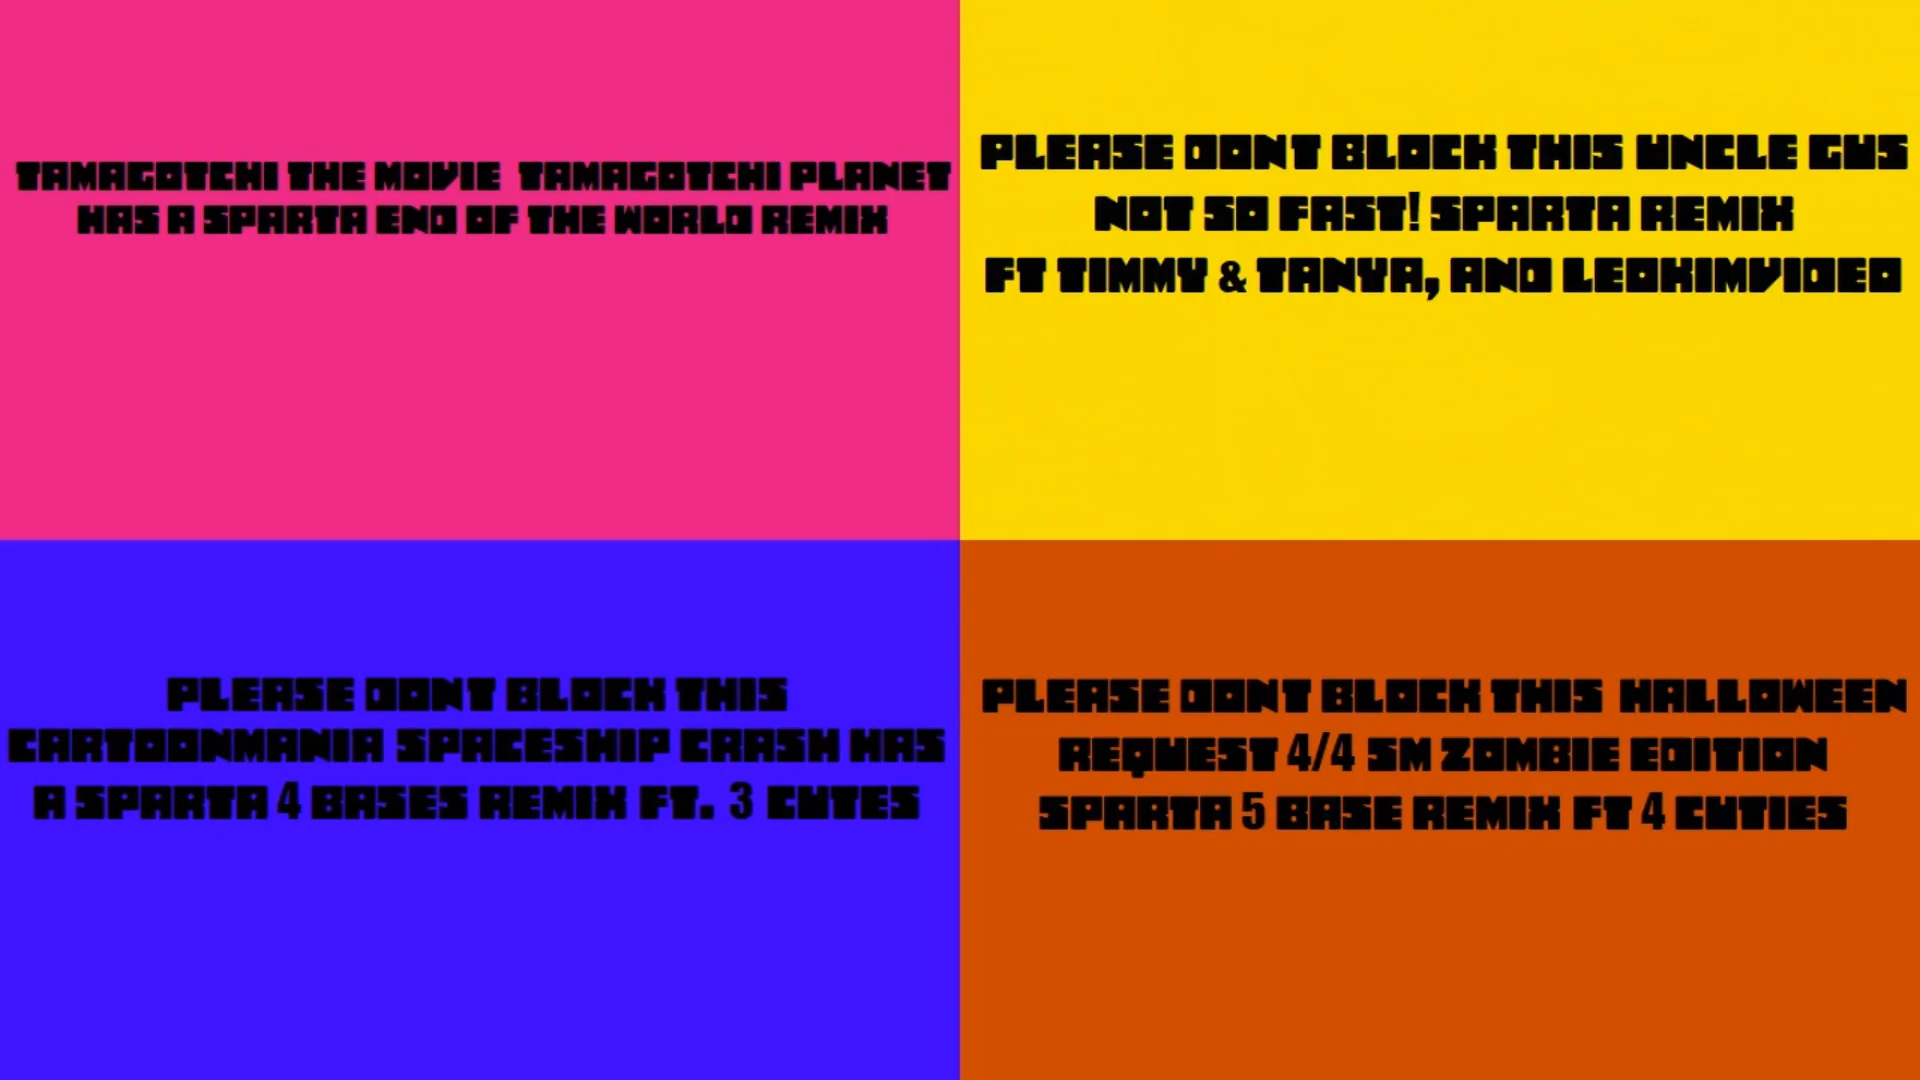 TAMAGOTCHI THE MOVIE TAMAGOTCHI PLANET
HAS A SPARTA END OF THE WORLD REMIX
PLEASE DONT BLOCK THIS UNCLE GUS
NOT SO FAST! SPARTA REMIX
FT TIMMY & TANYA, AND LEOKIMVIDEO
PLEASE DONT BLOCK THIS
CARTOONMANIA SPACESHIP CRASH HAS
A SPARTA 4 BASES REMIX FT. 3 CUTES
PLEASE DONT BLOCK THIS HALLOWEEN
REQUEST 4/4 SM ZOMBIE EDITION
SPARTA 5 BASE REMIX FT 4 CUTIES